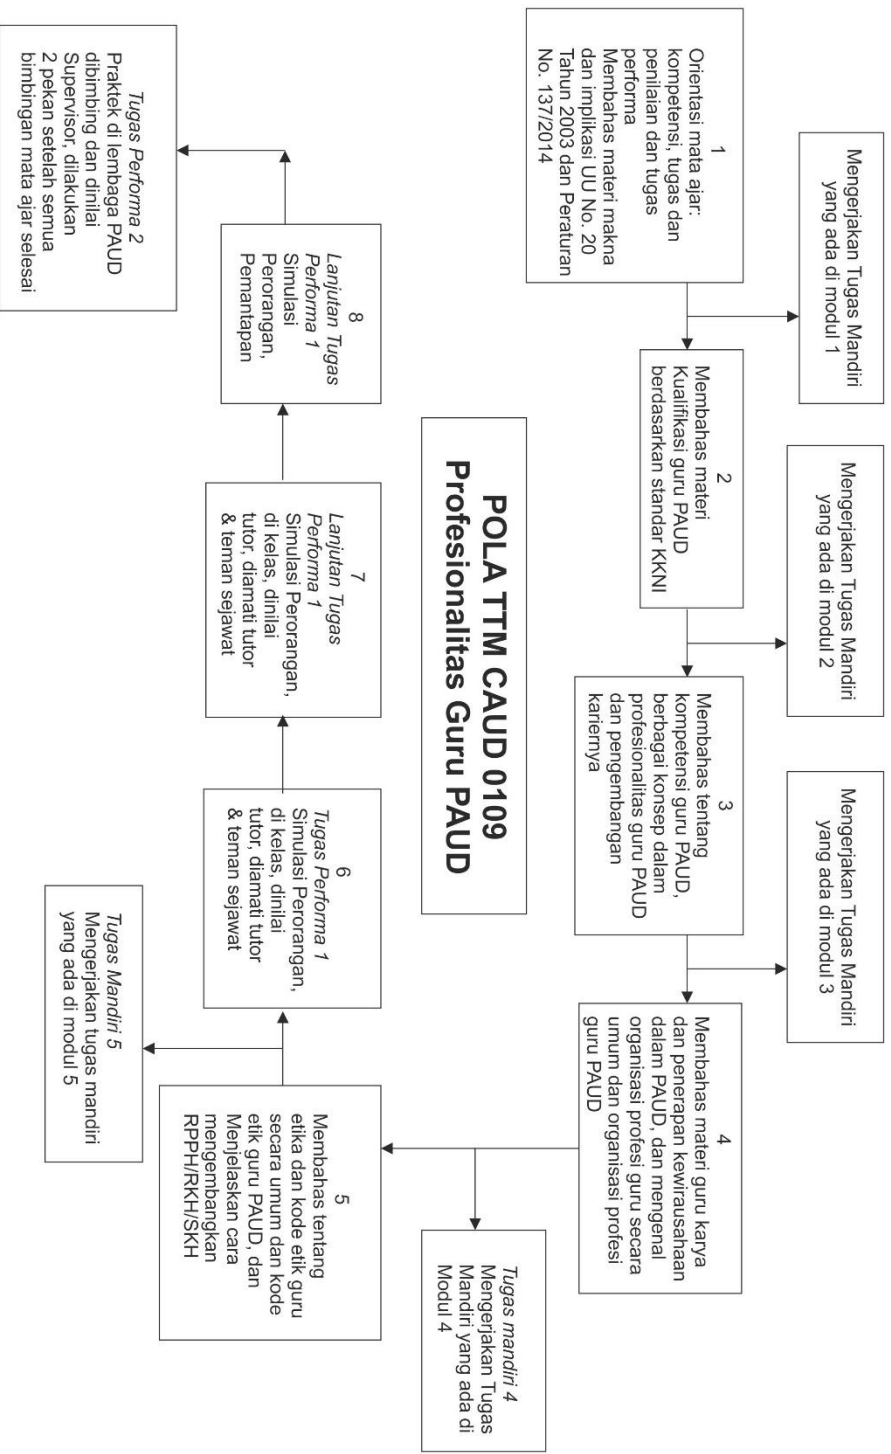 POLA TTM CAUD 0109
Profesionalitas Guru PAUD
1
Orientasi mata ajar:
kompetensi, tugas dan
penilaian dan tugas
performa
Membahas materi makna
dan implikasi UU No. 20
Tahun 2003 dan Peraturan
No. 137/2014
Mengerjakan Tugas Mandiri
yang ada di modul 1
2
Membahas materi
Kualifikasi guru PAUD
berdasarkan standar KKNI
Mengerjakan Tugas Mandiri
yang ada di modul 2
3
Membahas tentang
kompetensi guru PAUD,
berbagai konsep dalam
profesionalitas guru PAUD
dan pengembangan
kariernya
Mengerjakan Tugas Mandiri
yang ada di modul 3
4
Membahas materi guru karya
dan penerapan kewirausahaan
dalam PAUD, dan mengenal
organisasi profesi guru secara
umum dan organisasi profesi
guru PAUD
Tugas mandiri 4
Mengerjakan Tugas
Mandiri yang ada di
Modul 4
5
Membahas tentang
etika dan kode etik guru
secara umum dan kode
etik guru PAUD, dan
Menjelaskan cara
mengembangkan
RPPH/RKH/SKH
Tugas Mandiri 5
Mengerjakan tugas mandiri
yang ada di modul 5
6
Tugas Performa 1
Simulasi Perorangan,
di kelas, dinilai
tutor, diamati tutor
& teman sejawat
7
Lanjutan Tugas
Performa 1
Simulasi Perorangan,
di kelas, dinilai
tutor, diamati tutor
& teman sejawat
8
Lanjutan Tugas
Performa 1
Simulasi
Perorangan,
Pemantapan
Tugas Performa 2
Praktek di lembaga PAUD
dibimbing dan dinilai
Supervisor, dilakukan
2 pekan setelah semua
bimbingan mata ajar selesai